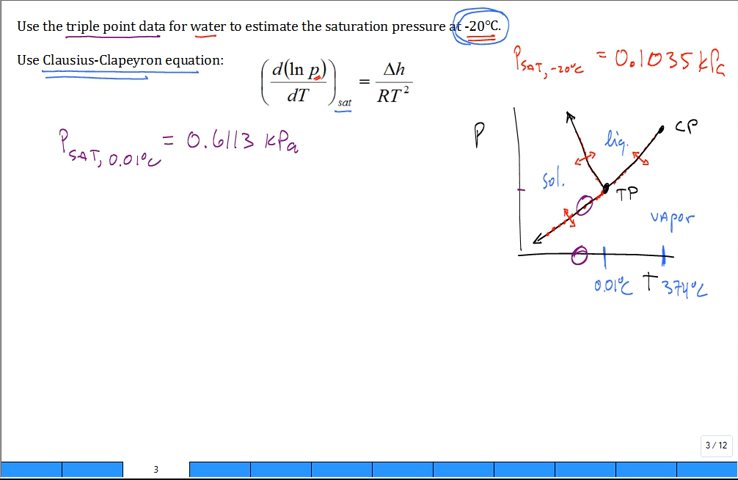 Use the triple point data for water to estimate the saturation pressure at -20°C.
Use Clausius-Clapeyron equation:
(d(ln p)/dT)sat = Δh/RT²
PSAT,-20°C = 0.1035 kPa
PSAT,0.01°C = 0.6113 kPa
P
CP
liq.
sol.
TP
VAPOR
0.01°C
T
374°C
3 / 12
3